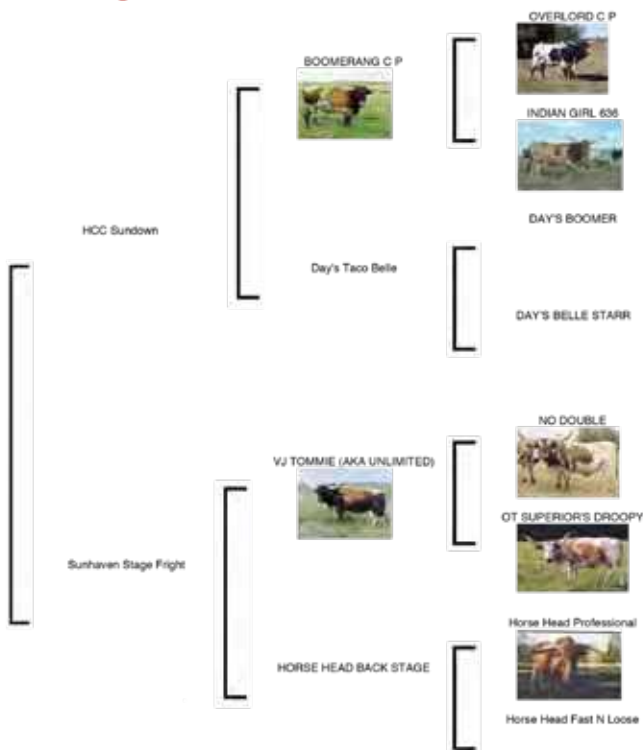 OVERLORD C P
BOOMERANG C P
INDIAN GIRL 636
DAY'S BOOMER
HCC Sundown
Day's Taco Belle
DAY'S BELLE STARR
NO DOUBLE
VJ TOMMIE (AKA UNLIMITED)
OT SUPERIOR'S DROOPY
Sunhaven Stage Fright
Horse Head Professional
HORSE HEAD BACK STAGE
Horse Head Fast N Loose